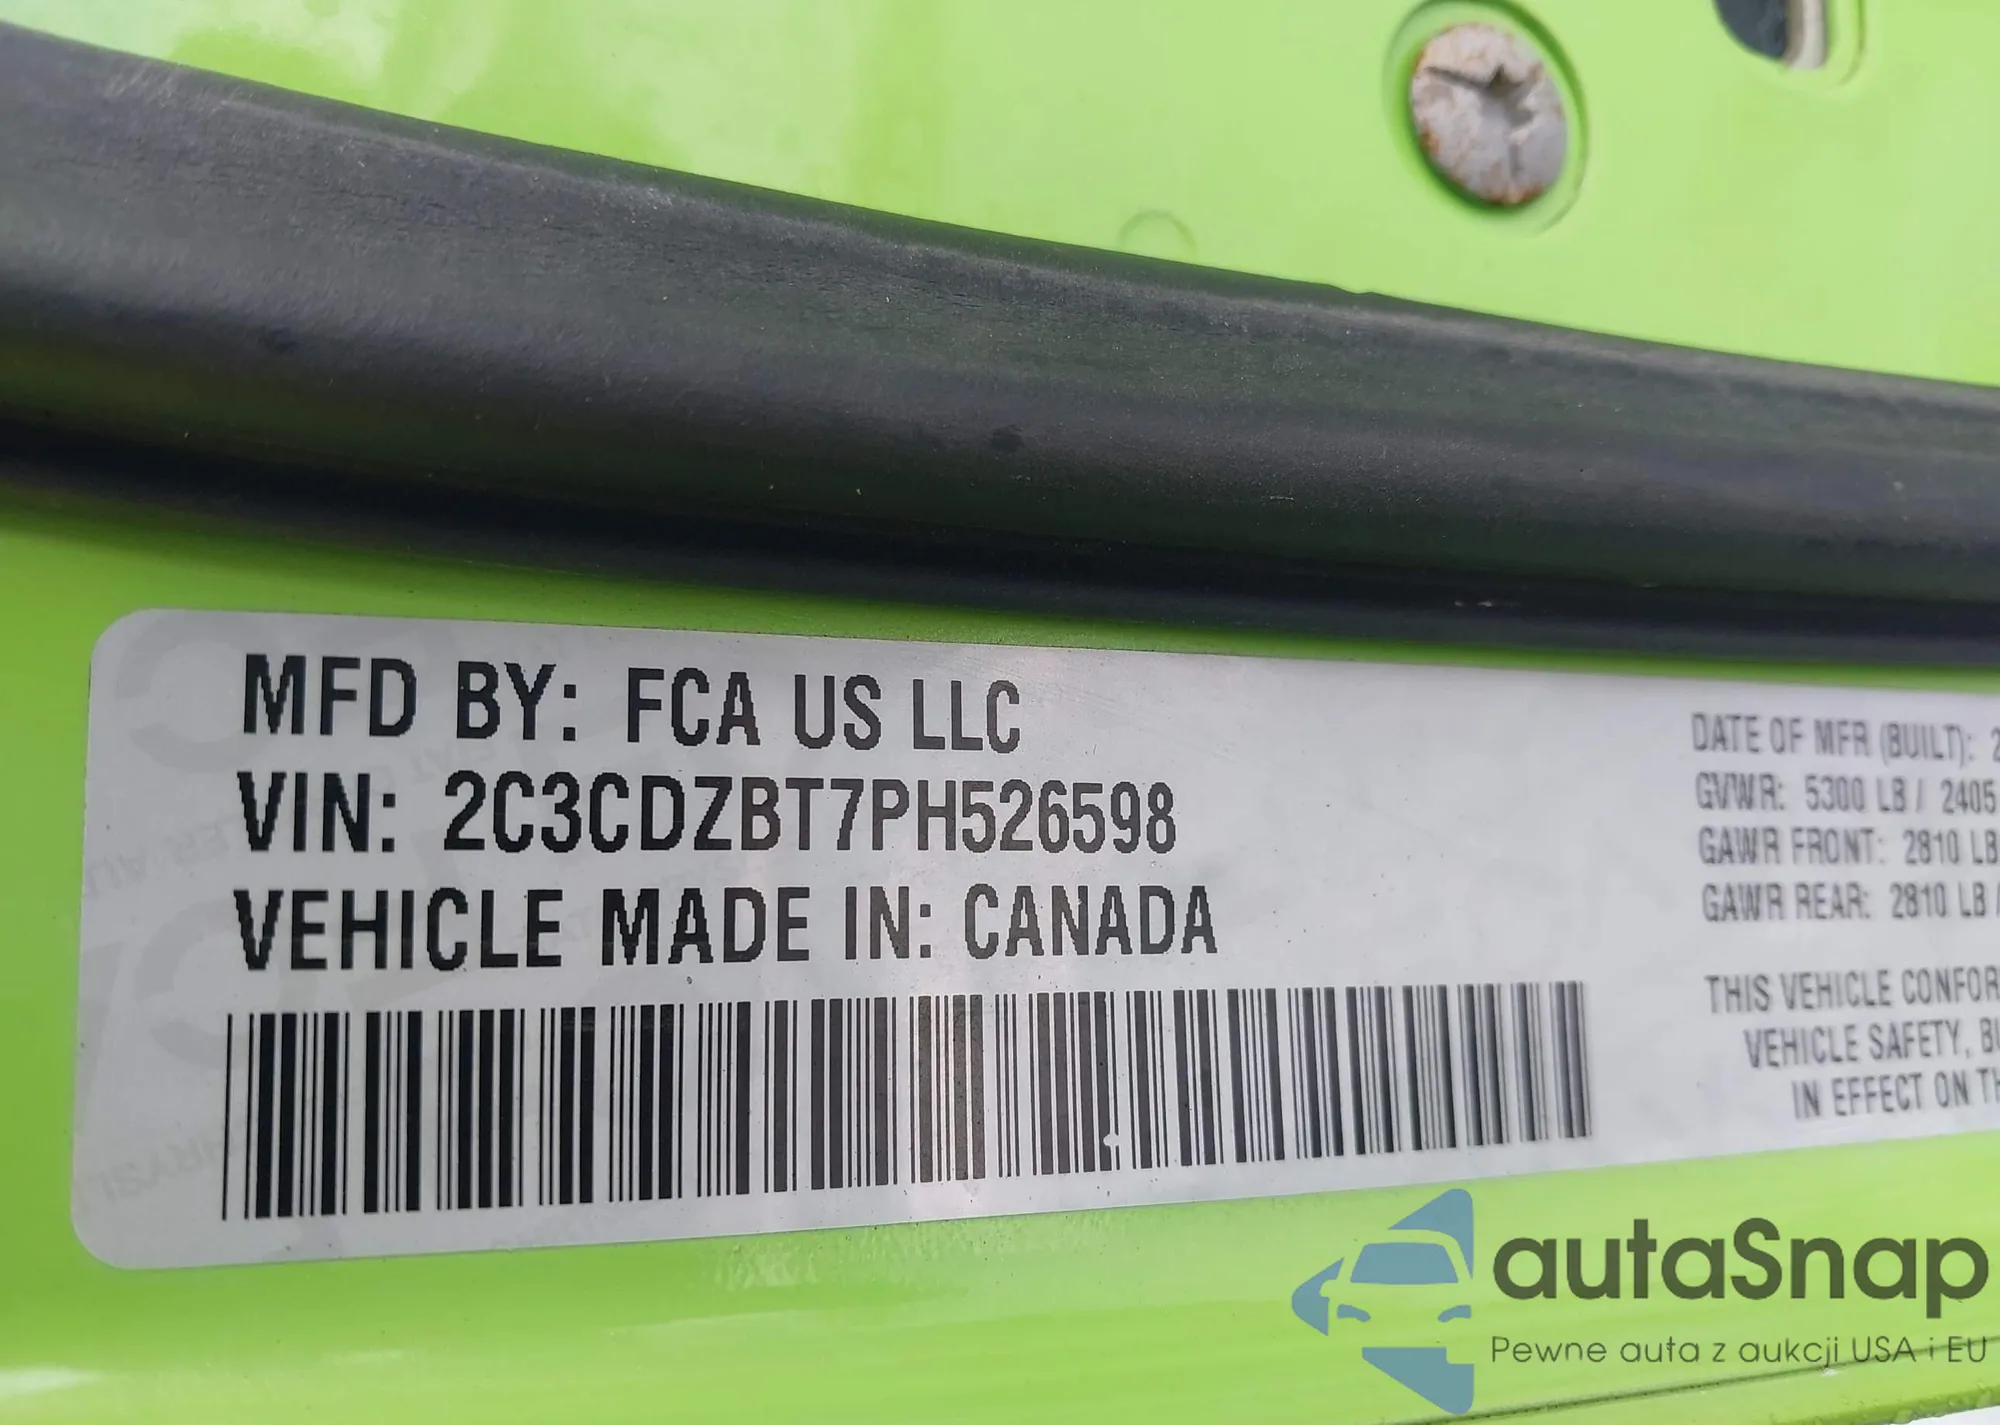 MFD BY: FCA US LLC
VIN: 2C3CDZBT7PH526598
VEHICLE MADE IN: CANADA
DATE OF MFR (BUILT): 2
GVWR: 5300 LB / 2405
GAWR FRONT: 2810 LB
GAWR REAR: 2810 LB /
THIS VEHICLE CONFOR
VEHICLE SAFETY, BU
IN EFFECT ON TH
autaSnap
Pewne auta z aukcji USA i EU